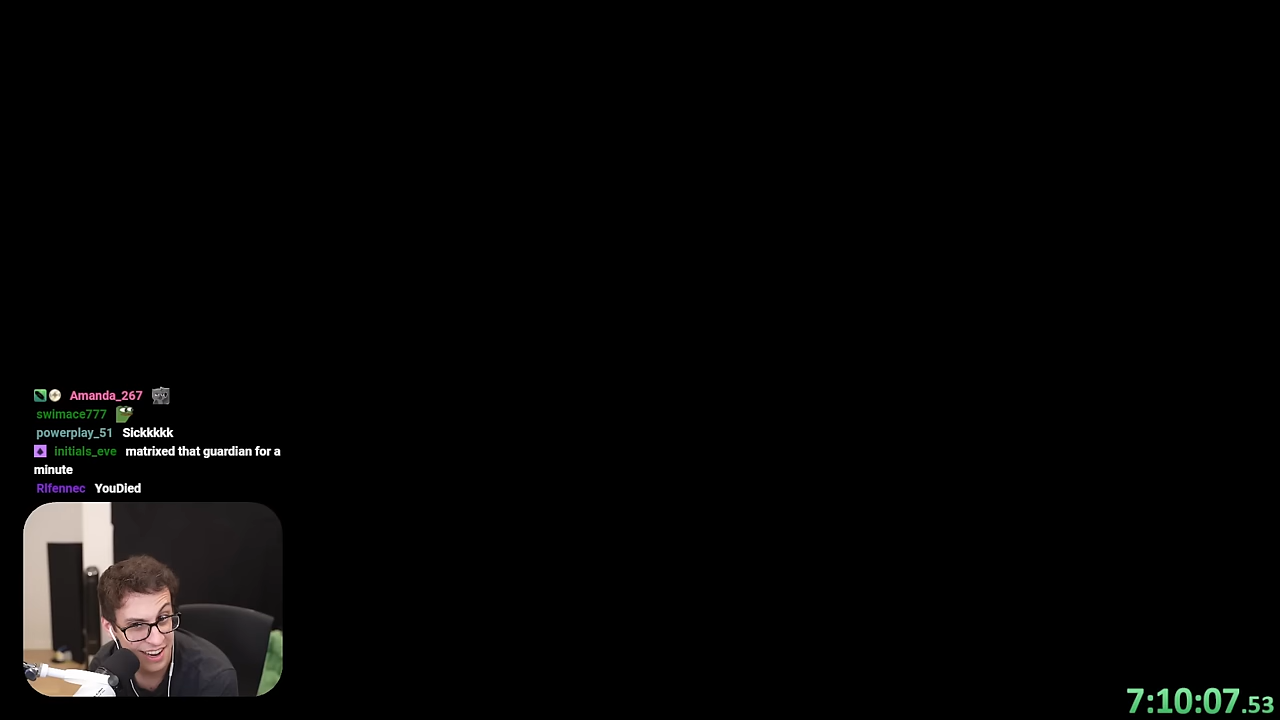 Amanda_267
swimace777
powerplay_51 Sickkkkk
initials_eve matrixed that guardian for a
minute
Rlfennec YouDied
7:10:07.53